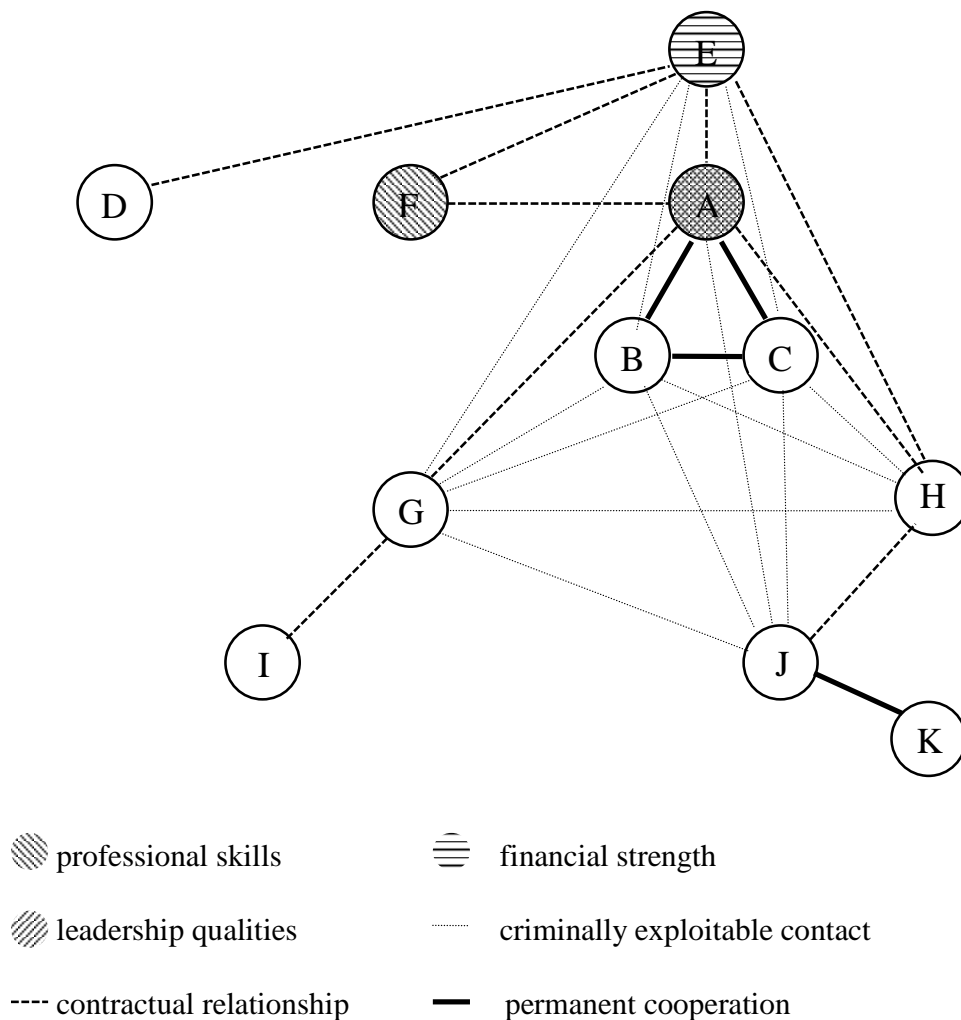 E
D
F
A
B
C
G
H
I
J
K
professional skills
financial strength
leadership qualities
criminally exploitable contact
contractual relationship
permanent cooperation